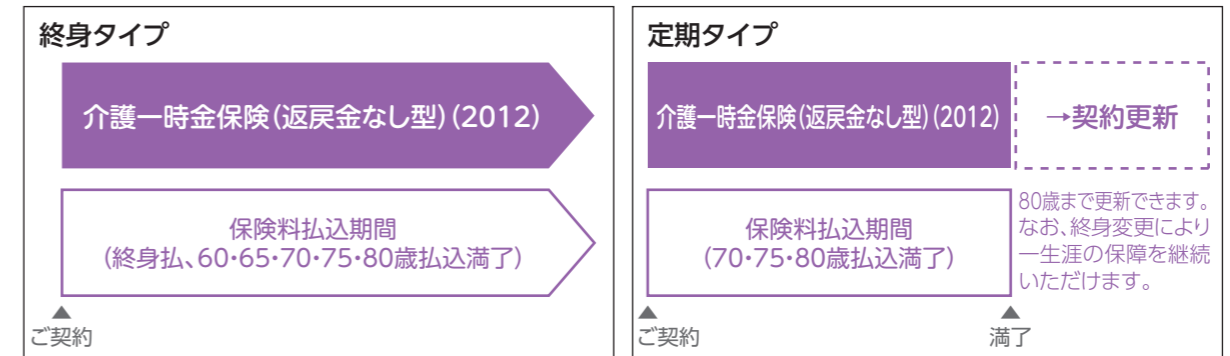 終身タイプ
介護一時金保険(返戻金なし型)(2012)
保険料払込期間
(終身払、60・65・70・75・80歳払込満了)
▲
ご契約
定期タイプ
介護一時金保険(返戻金なし型)(2012)
→契約更新
保険料払込期間
(70・75・80歳払込満了)
80歳まで更新できます。
なお、終身変更により
一生涯の保障を継続
いただけます。
▲
ご契約
▲
満了